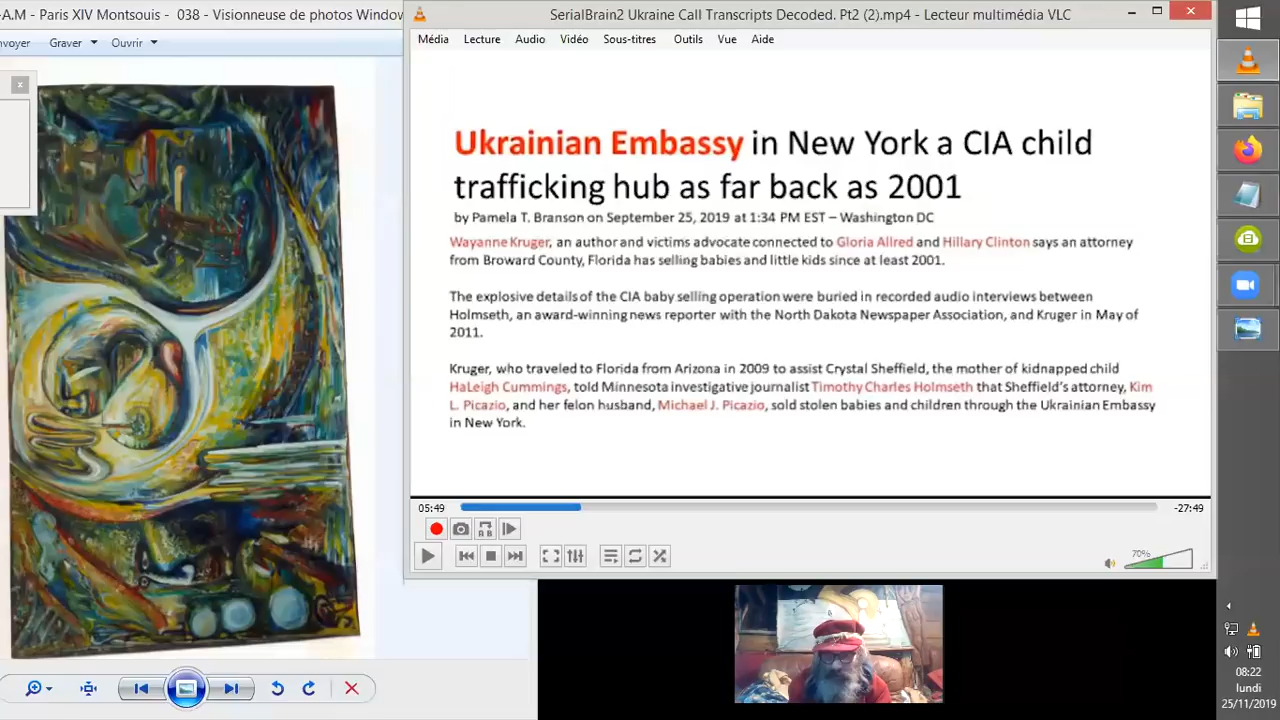 -A.M - Paris XIV Montsouis - 038 - Visionneuse de photos Window
nvoyer Graver Ouvrir
x
SerialBrain2 Ukraine Call Transcripts Decoded. Pt2 (2).mp4 - Lecteur multimédia VLC
Média Lecture Audio Vidéo Sous-titres Outils Vue Aide
Ukrainian Embassy in New York a CIA child
trafficking hub as far back as 2001
by Pamela T. Branson on September 25, 2019 at 1:34 PM EST – Washington DC
Wayanne Kruger, an author and victims advocate connected to Gloria Allred and Hillary Clinton says an attorney
from Broward County, Florida has selling babies and little kids since at least 2001.
The explosive details of the CIA baby selling operation were buried in recorded audio interviews between
Holmseth, an award-winning news reporter with the North Dakota Newspaper Association, and Kruger in May of
2011.
Kruger, who traveled to Florida from Arizona in 2009 to assist Crystal Sheffield, the mother of kidnapped child
HaLeigh Cummings, told Minnesota investigative journalist Timothy Charles Holmseth that Sheffield's attorney, Kim
L. Picazio, and her felon husband, Michael J. Picazio, sold stolen babies and children through the Ukrainian Embassy
in New York.
05:49 -27:49
A B
70%
08:22
lundi
25/11/2019